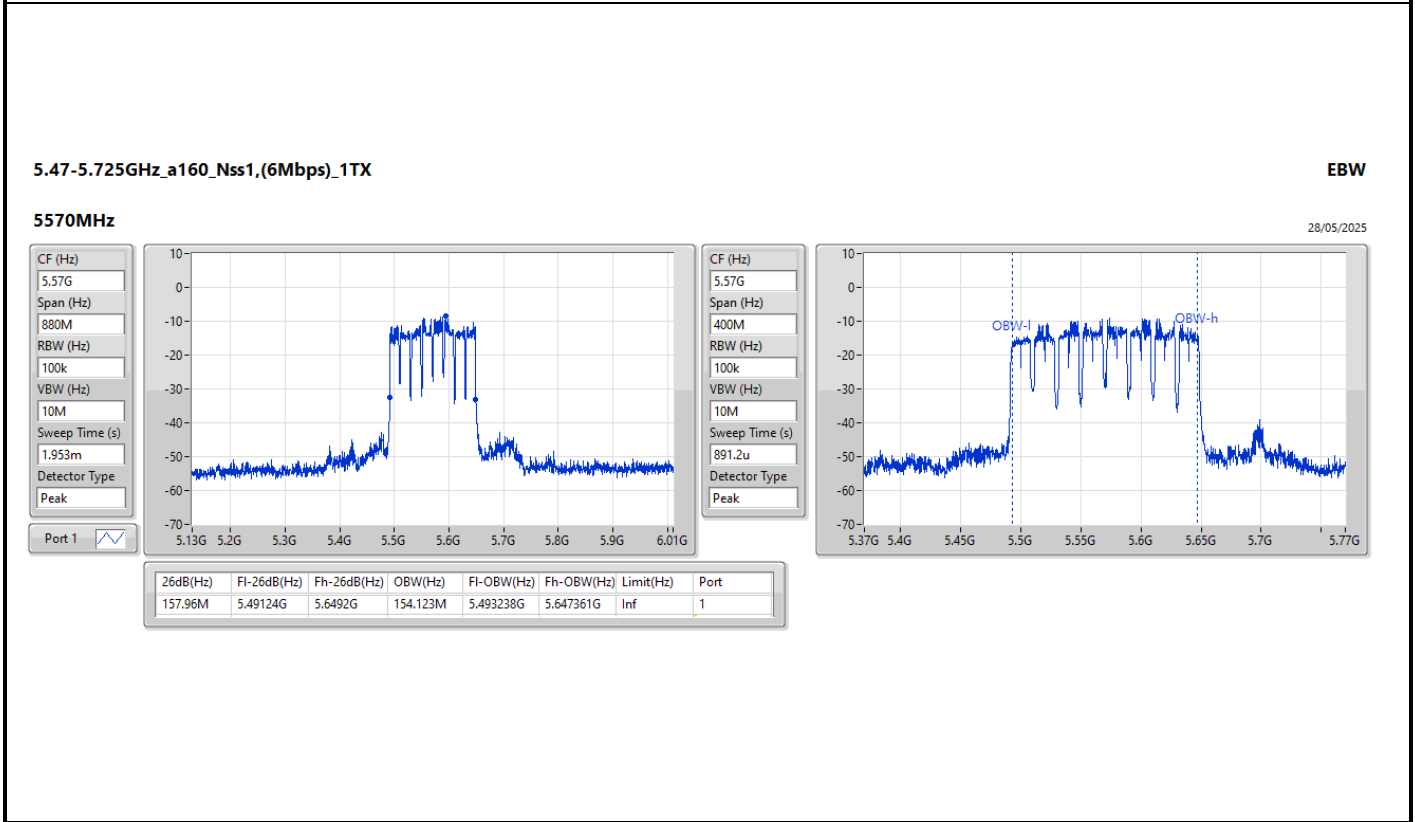 5.47-5.725GHz_a160_Nss1,(6Mbps)_1TX EBW
5570MHz
28/05/2025
CF (Hz)
5.57G
Span (Hz)
880M
RBW (Hz)
100k
VBW (Hz)
10M
Sweep Time (s)
1.953m
Detector Type
Peak
Port 1
10
0
-10
-20
-30
-40
-50
-60
-70
5.13G 5.2G 5.3G 5.4G 5.5G 5.6G 5.7G 5.8G 5.9G 6.01G
CF (Hz)
5.57G
Span (Hz)
400M
RBW (Hz)
100k
VBW (Hz)
10M
Sweep Time (s)
891.2u
Detector Type
Peak
10
0
-10
-20
-30
-40
-50
-60
-70
OBW-l OBW-h
5.37G 5.4G 5.45G 5.5G 5.55G 5.6G 5.65G 5.7G 5.77G
26dB(Hz) Fl-26dB(Hz) Fh-26dB(Hz) OBW(Hz) Fl-OBW(Hz) Fh-OBW(Hz) Limit(Hz) Port
157.96M 5.49124G 5.6492G 154.123M 5.493238G 5.647361G Inf 1